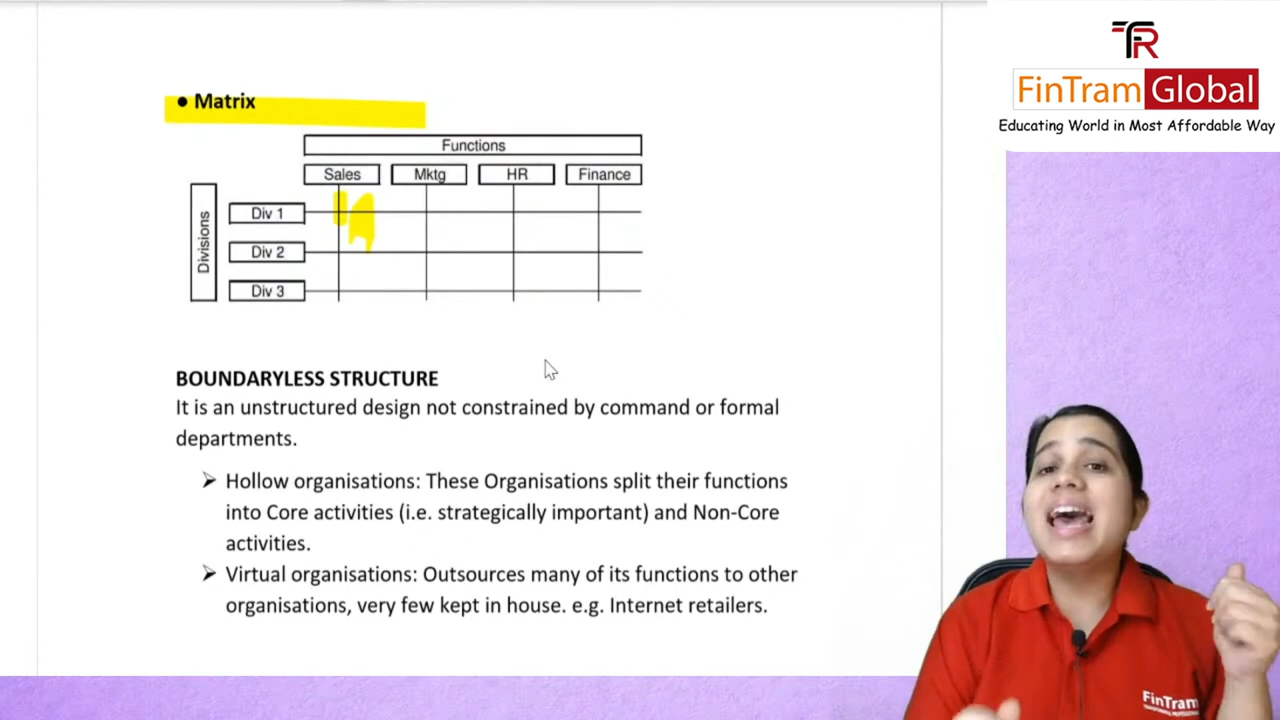 ● Matrix
Functions
Sales Mktg HR Finance
Divisions
Div 1
Div 2
Div 3
BOUNDARYLESS STRUCTURE
It is an unstructured design not constrained by command or formal
departments.
➢ Hollow organisations: These Organisations split their functions
into Core activities (i.e. strategically important) and Non-Core
activities.
➢ Virtual organisations: Outsources many of its functions to other
organisations, very few kept in house. e.g. Internet retailers.
FinTram Global
Educating World in Most Affordable Way
FinTram